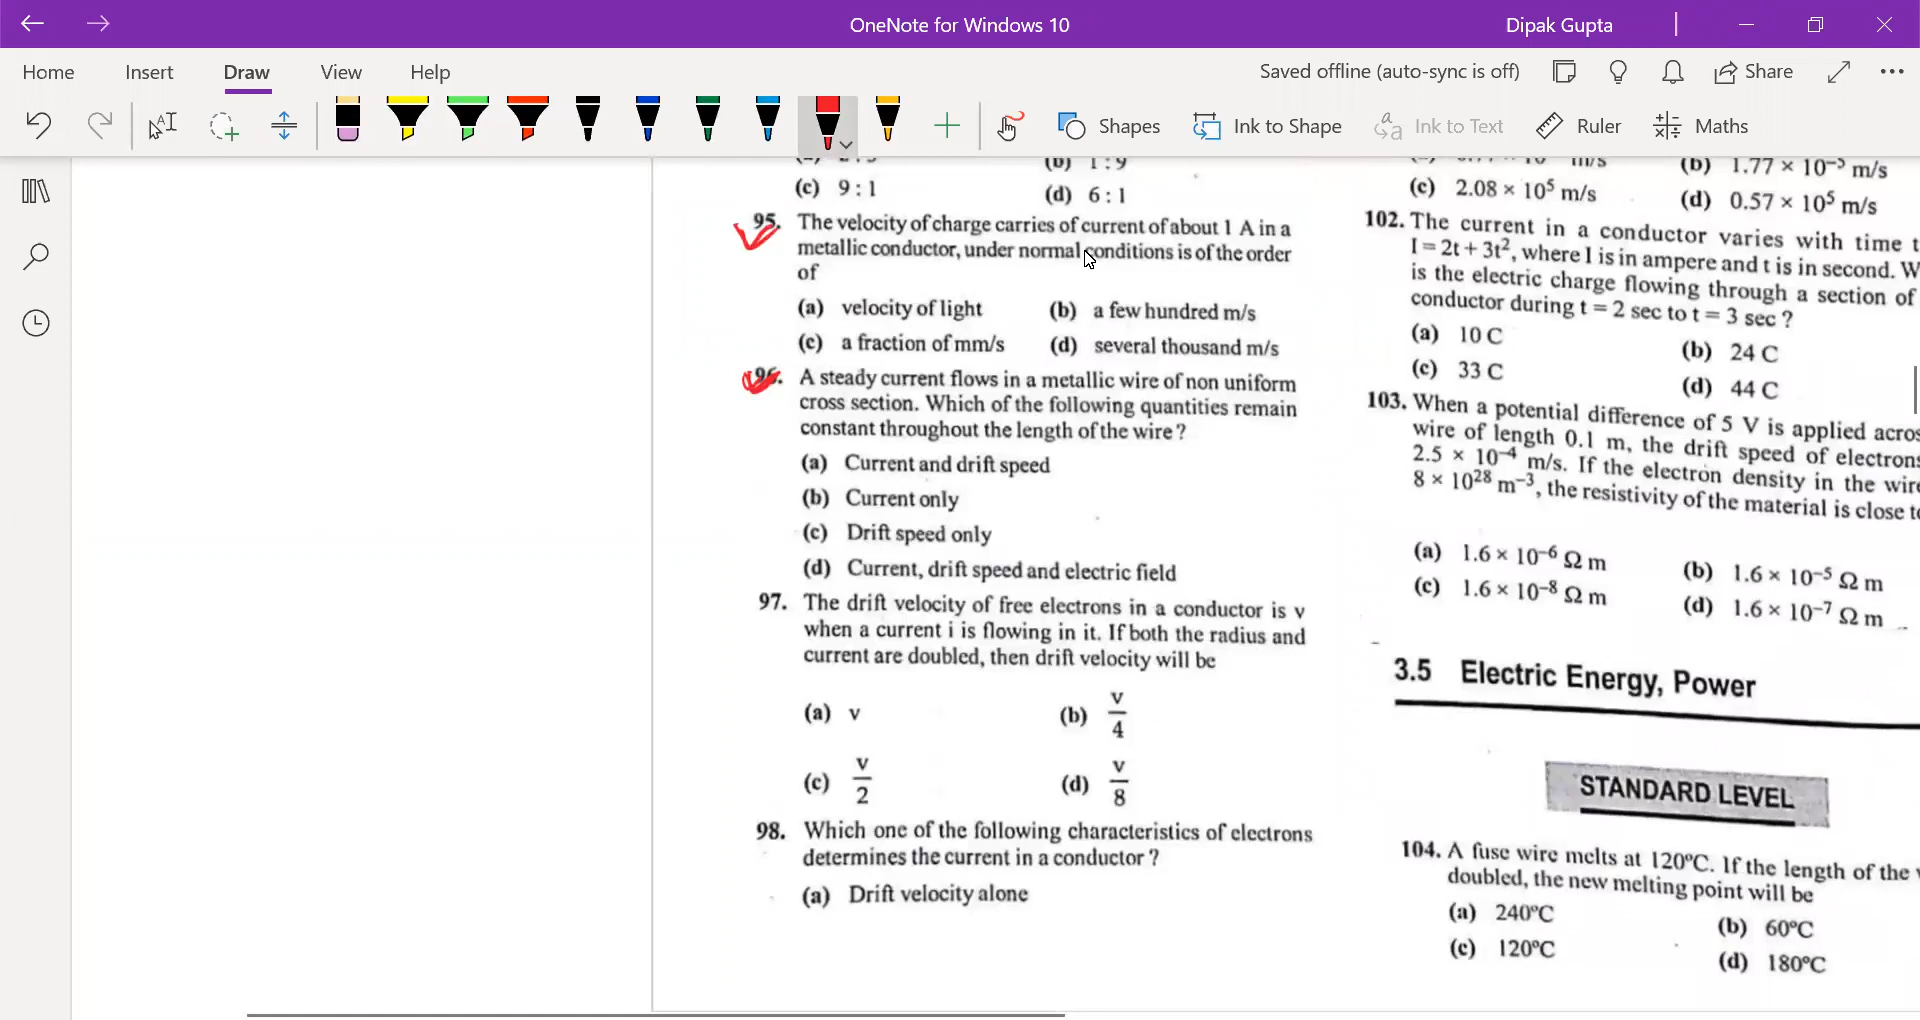 OneNote for Windows 10
Dipak Gupta
Home Insert Draw View Help
Saved offline (auto-sync is off) Share
Shapes Ink to Shape Ink to Text Ruler Maths
(b) 1 : 9
(c) 9 : 1 (d) 6 : 1
95. The velocity of charge carries of current of about 1 A in a
metallic conductor, under normal conditions is of the order
of
(a) velocity of light (b) a few hundred m/s
(c) a fraction of mm/s (d) several thousand m/s
96. A steady current flows in a metallic wire of non uniform
cross section. Which of the following quantities remain
constant throughout the length of the wire ?
(a) Current and drift speed
(b) Current only
(c) Drift speed only
(d) Current, drift speed and electric field
97. The drift velocity of free electrons in a conductor is v
when a current i is flowing in it. If both the radius and
current are doubled, then drift velocity will be
(a) v (b) v/4
(c) v/2 (d) v/8
98. Which one of the following characteristics of electrons
determines the current in a conductor ?
(a) Drift velocity alone
m/s (b) 1.77 × 10⁻⁵ m/s
(c) 2.08 × 10⁵ m/s (d) 0.57 × 10⁵ m/s
102. The current in a conductor varies with time t
I = 2t + 3t², where I is in ampere and t is in second. W
is the electric charge flowing through a section of
conductor during t = 2 sec to t = 3 sec ?
(a) 10 C (b) 24 C
(c) 33 C (d) 44 C
103. When a potential difference of 5 V is applied acros
wire of length 0.1 m, the drift speed of electrons
2.5 × 10⁻⁴ m/s. If the electron density in the wire
8 × 10²⁸ m⁻³, the resistivity of the material is close to
(a) 1.6 × 10⁻⁶ Ω m (b) 1.6 × 10⁻⁵ Ω m
(c) 1.6 × 10⁻⁸ Ω m (d) 1.6 × 10⁻⁷ Ω m
3.5 Electric Energy, Power
STANDARD LEVEL
104. A fuse wire melts at 120ºC. If the length of the
doubled, the new melting point will be
(a) 240ºC (b) 60ºC
(c) 120ºC (d) 180ºC